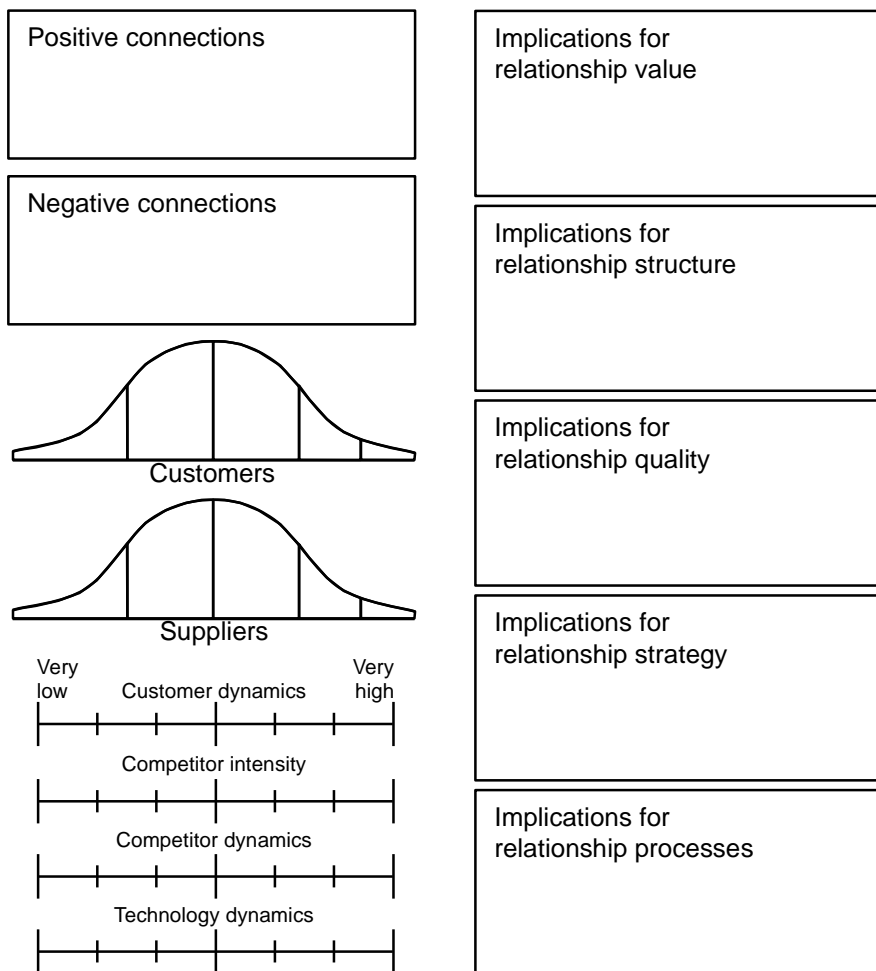 Positive connections
Negative connections
Customers
Suppliers
Very
low
Customer dynamics
Very
high
Competitor intensity
Competitor dynamics
Technology dynamics
Implications for
relationship value
Implications for
relationship structure
Implications for
relationship quality
Implications for
relationship strategy
Implications for
relationship processes